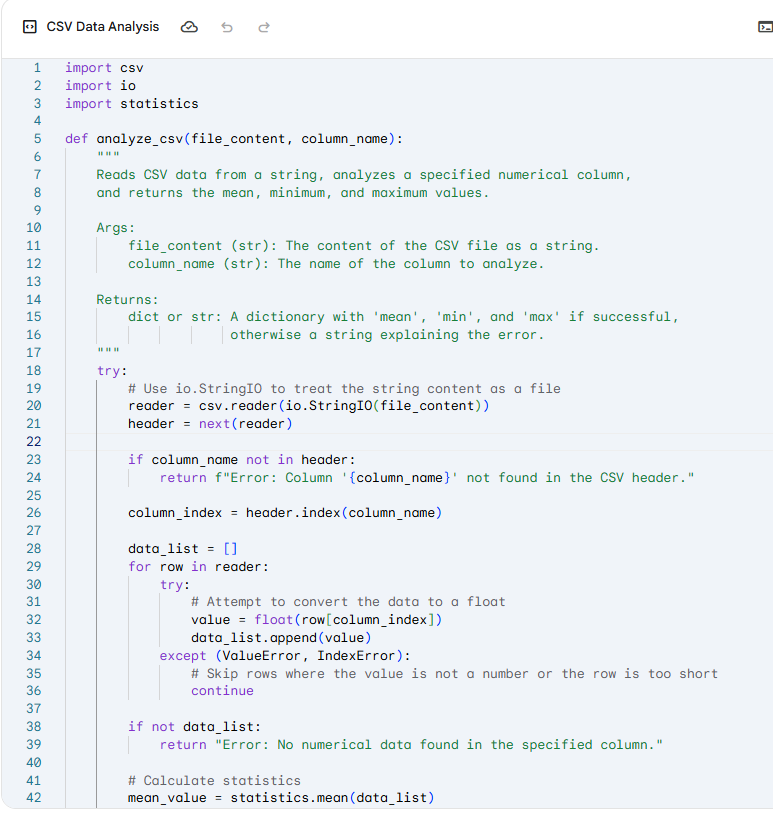 CSV Data Analysis
1 import csv
2 import io
3 import statistics
4
5 def analyze_csv(file_content, column_name):
6     """
7     Reads CSV data from a string, analyzes a specified numerical column,
8     and returns the mean, minimum, and maximum values.
9
10     Args:
11         file_content (str): The content of the CSV file as a string.
12         column_name (str): The name of the column to analyze.
13
14     Returns:
15         dict or str: A dictionary with 'mean', 'min', and 'max' if successful,
16                      otherwise a string explaining the error.
17     """
18     try:
19         # Use io.StringIO to treat the string content as a file
20         reader = csv.reader(io.StringIO(file_content))
21         header = next(reader)
22
23         if column_name not in header:
24             return f"Error: Column '{column_name}' not found in the CSV header."
25
26         column_index = header.index(column_name)
27
28         data_list = []
29         for row in reader:
30             try:
31                 # Attempt to convert the data to a float
32                 value = float(row[column_index])
33                 data_list.append(value)
34             except (ValueError, IndexError):
35                 # Skip rows where the value is not a number or the row is too short
36                 continue
37
38         if not data_list:
39             return "Error: No numerical data found in the specified column."
40
41         # Calculate statistics
42         mean_value = statistics.mean(data_list)